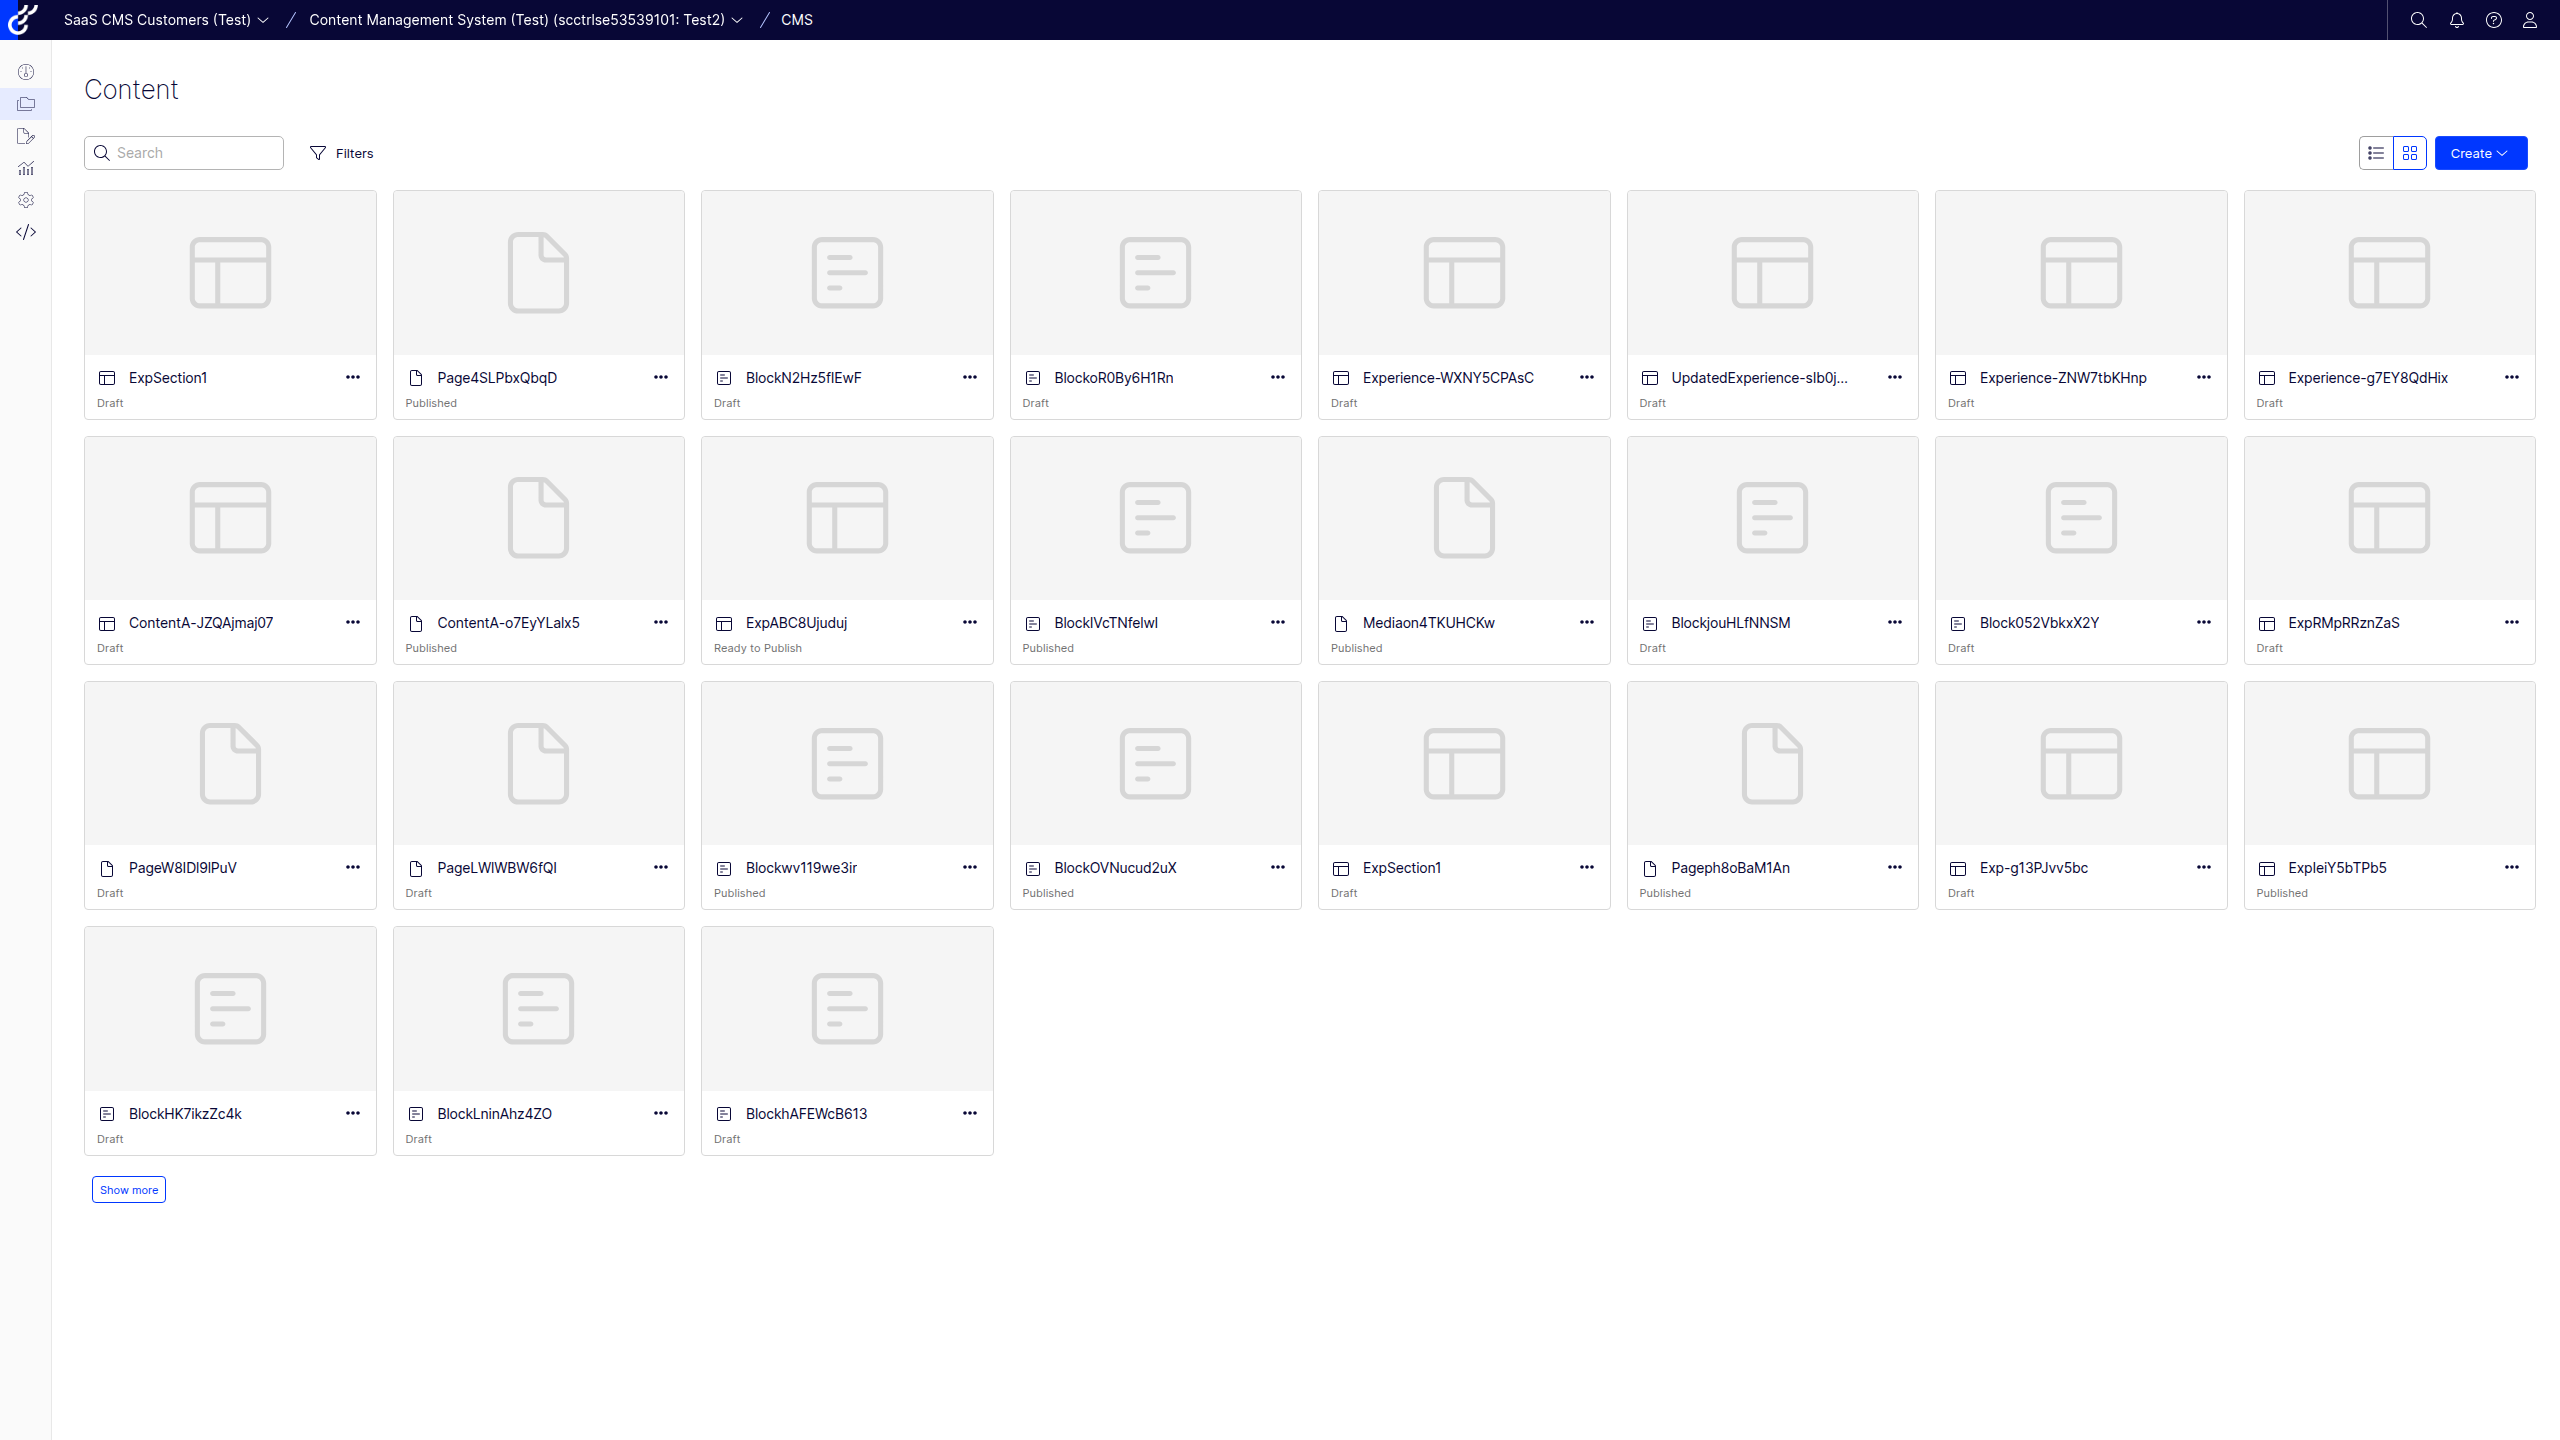 SaaS CMS Customers (Test) / Content Management System (Test) (scctrlse53539101: Test2) / CMS
Content
Search Filters Create
ExpSection1 Page4SLPbxQbqD BlockN2Hz5flEwF BlockoR0By6H1Rn Experience-WXNY5CPAsC UpdatedExperience-slb0j... Experience-ZNW7tbKHnp Experience-g7EY8QdHix
Draft Published Draft Draft Draft Draft Draft Draft
ContentA-JZQAjmaj07 ContentA-o7EyYLalx5 ExpABC8Ujuduj BlocklVcTNfelwI Mediaon4TKUHCKw BlockjouHLfNNSM Block052VbkxX2Y ExpRMpRRznZaS
Draft Published Ready to Publish Published Published Draft Draft Draft
PageW8IDI9lPuV PageLWlWBW6fQl Blockwv119we3ir BlockOVNucud2uX ExpSection1 Pageph8oBaM1An Exp-g13PJvv5bc ExpleiY5bTPb5
Draft Draft Published Published Draft Published Draft Published
BlockHK7ikzZc4k BlockLninAhz4ZO BlockhAFEWcB613
Draft Draft Draft
Show more